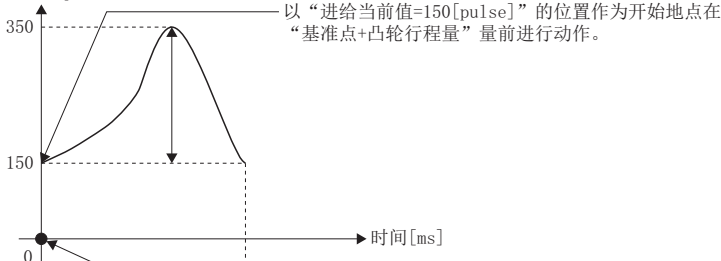 以“进给当前值=150[pulse]”的位置作为开始地点在
“基准点+凸轮行程量”量前进行动作。
350
150
时间[ms]
0